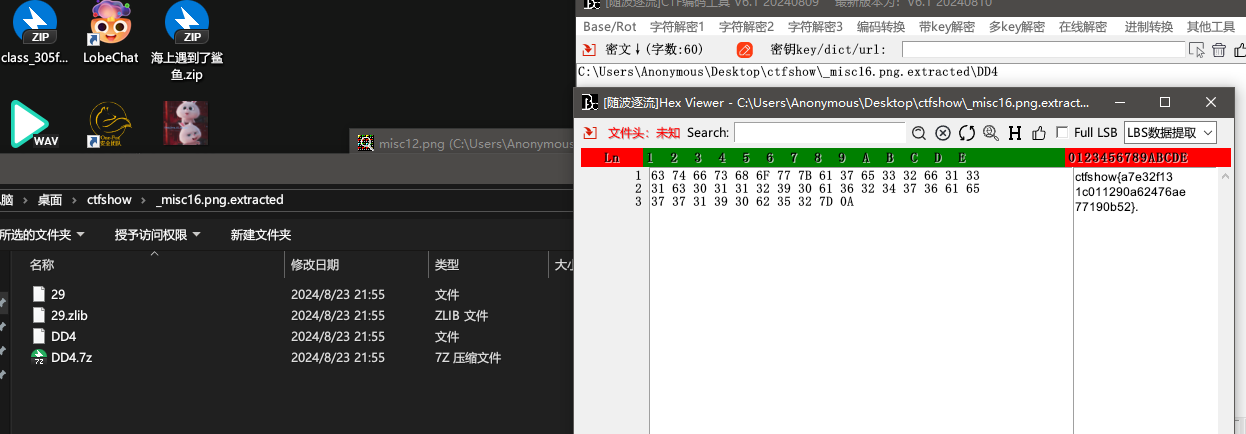 [随波逐流]CTF编码工具 V6.1 20240809 最新版本为: V6.1 20240810
Base/Rot 字符解密1 字符解密2 字符解密3 编码转换 带key解密 多key解密 在线解密 进制转换 其他工具
密文↓(字数:60) 密钥key/dict/url:
C:\Users\Anonymous\Desktop\ctfshow\_misc16.png.extracted\DD4
ZIP
ZIP
class_305f...
LobeChat
海上遇到了鲨鱼.zip
WAV
misc12.png (C:\Users\Anonymous
脑 > 桌面 > ctfshow > _misc16.png.extracted
所选的文件夹 授予访问权限 新建文件夹
名称 修改日期 类型 大小
29 2024/8/23 21:55 文件
29.zlib 2024/8/23 21:55 ZLIB 文件
DD4 2024/8/23 21:55 文件
DD4.7z 2024/8/23 21:55 7Z 压缩文件
[随波逐流]Hex Viewer - C:\Users\Anonymous\Desktop\ctfshow\_misc16.png.extract...
文件头: 未知 Search: Full LSB LBS数据提取
Ln 1 2 3 4 5 6 7 8 9 A B C D E 0123456789ABCDE
1 63 74 66 73 68 6F 77 7B 61 37 65 33 32 66 31 33 ctfshow{a7e32f13
2 31 63 30 31 31 32 39 30 61 36 32 34 37 36 61 65 1c011290a62476ae
3 37 37 31 39 30 62 35 32 7D 0A 77190b52}.